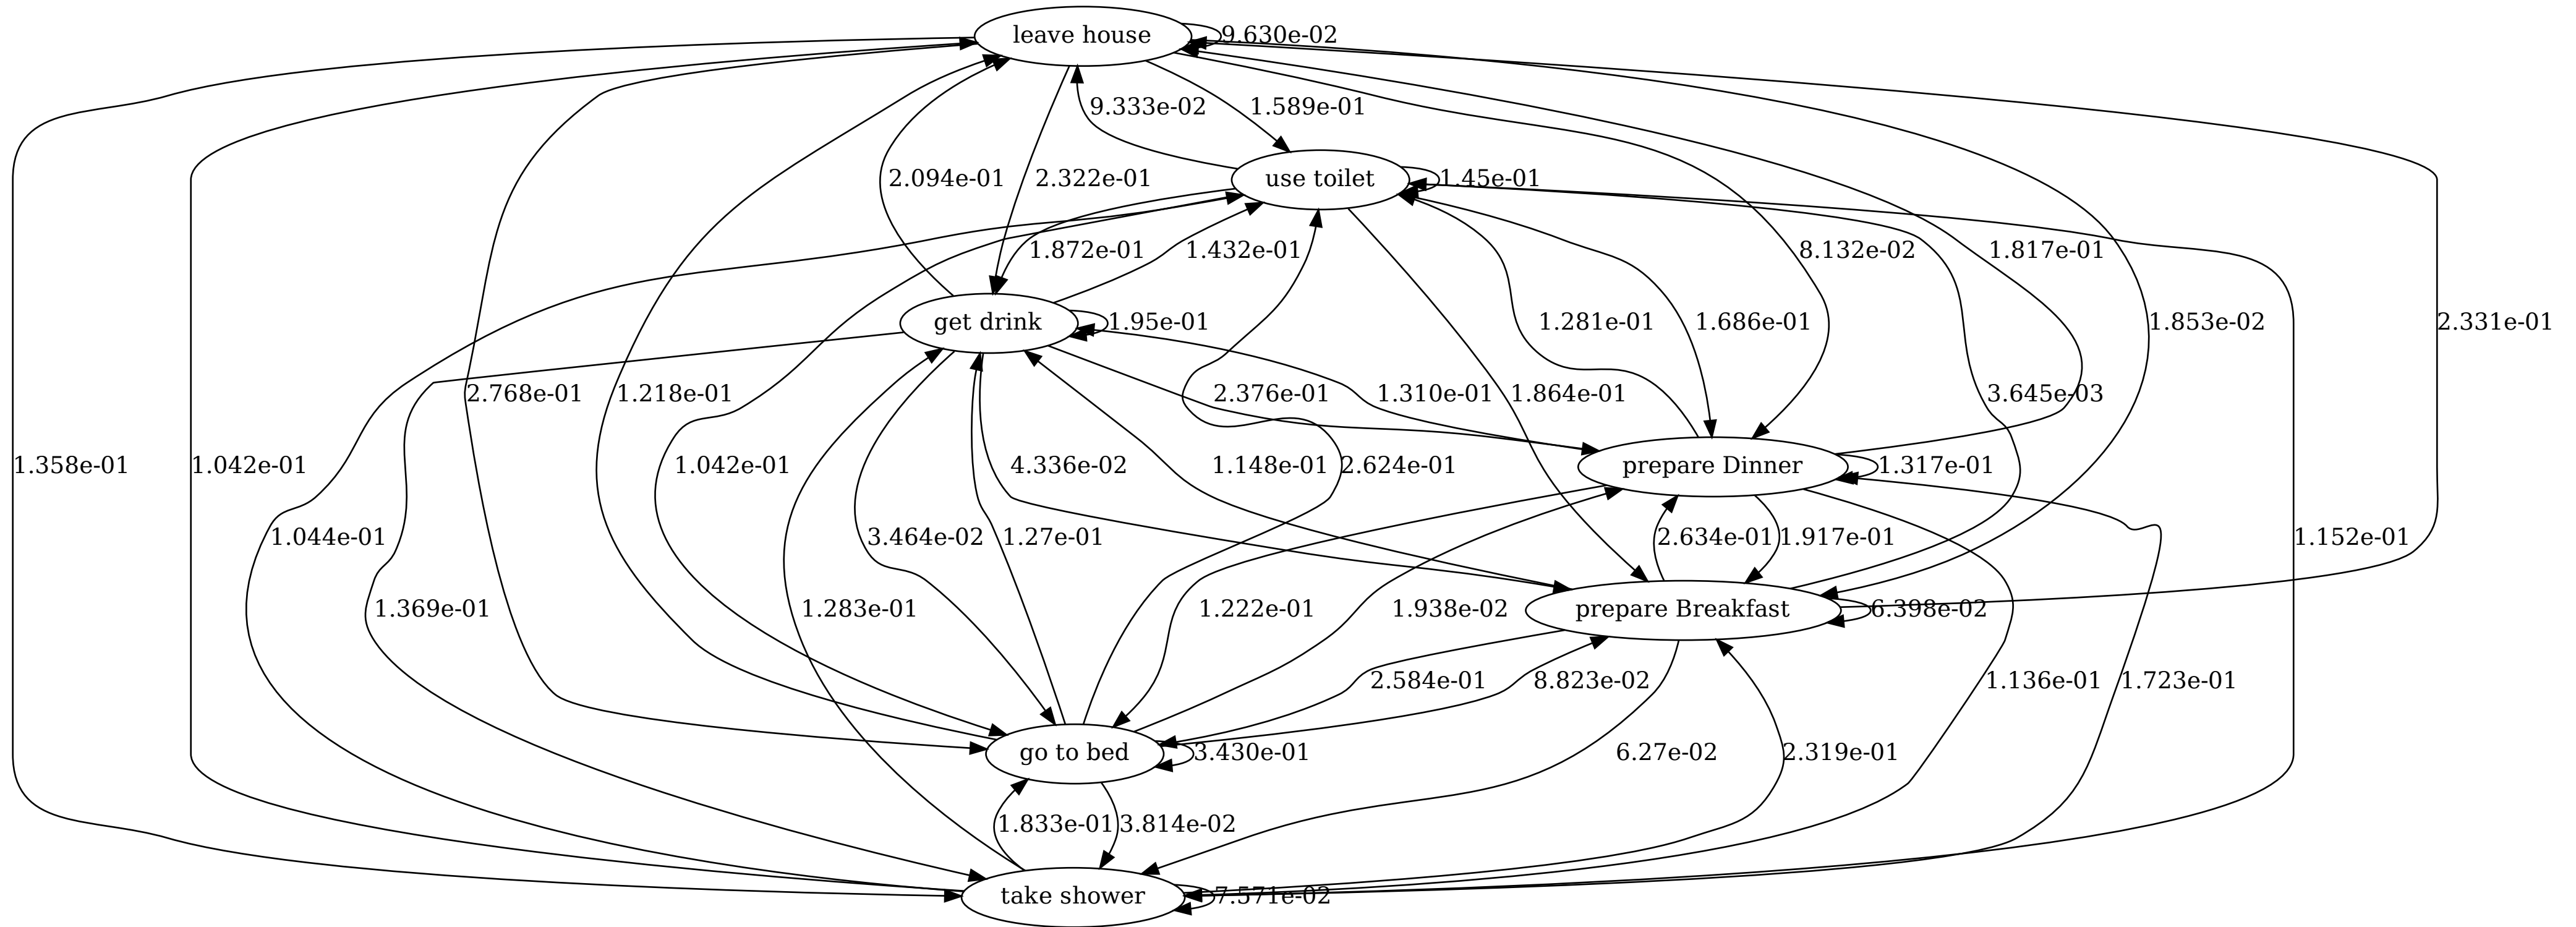 leave house
9.630e-02
9.333e-02
1.589e-01
use toilet
1.45e-01
2.094e-01
2.322e-01
1.872e-01
1.432e-01
8.132e-02
1.817e-01
get drink
1.95e-01
1.281e-01
1.686e-01
1.853e-02
2.331e-01
2.768e-01
1.218e-01
2.376e-01
1.310e-01
1.864e-01
3.645e-03
1.358e-01
1.042e-01
1.042e-01
4.336e-02
1.148e-01
2.624e-01
prepare Dinner
1.317e-01
1.044e-01
3.464e-02
1.27e-01
2.634e-01
1.917e-01
1.152e-01
1.369e-01
1.283e-01
1.222e-01
1.938e-02
prepare Breakfast
6.398e-02
2.584e-01
8.823e-02
1.136e-01
1.723e-01
go to bed
3.430e-01
6.27e-02
2.319e-01
1.833e-01
3.814e-02
take shower
7.571e-02